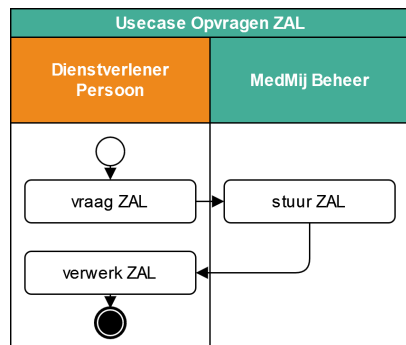 Usecase Opvragen ZAL
Dienstverlener
Persoon
MedMij Beheer
vraag ZAL
stuur ZAL
verwerk ZAL